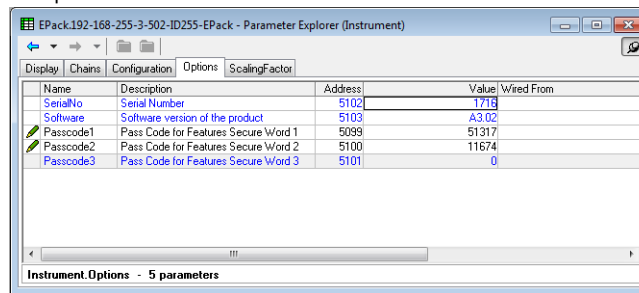 EPack.192-168-255-3-502-ID255-EPack - Parameter Explorer (Instrument)
Display Chains Configuration Options ScalingFactor
Name Description Address Value Wired From
SerialNo Serial Number 5102 1716
Software Software version of the product 5103 A3.02
Passcode1 Pass Code for Features Secure Word 1 5099 51317
Passcode2 Pass Code for Features Secure Word 2 5100 11674
Passcode3 Pass Code for Features Secure Word 3 5101 0
Instrument.Options - 5 parameters